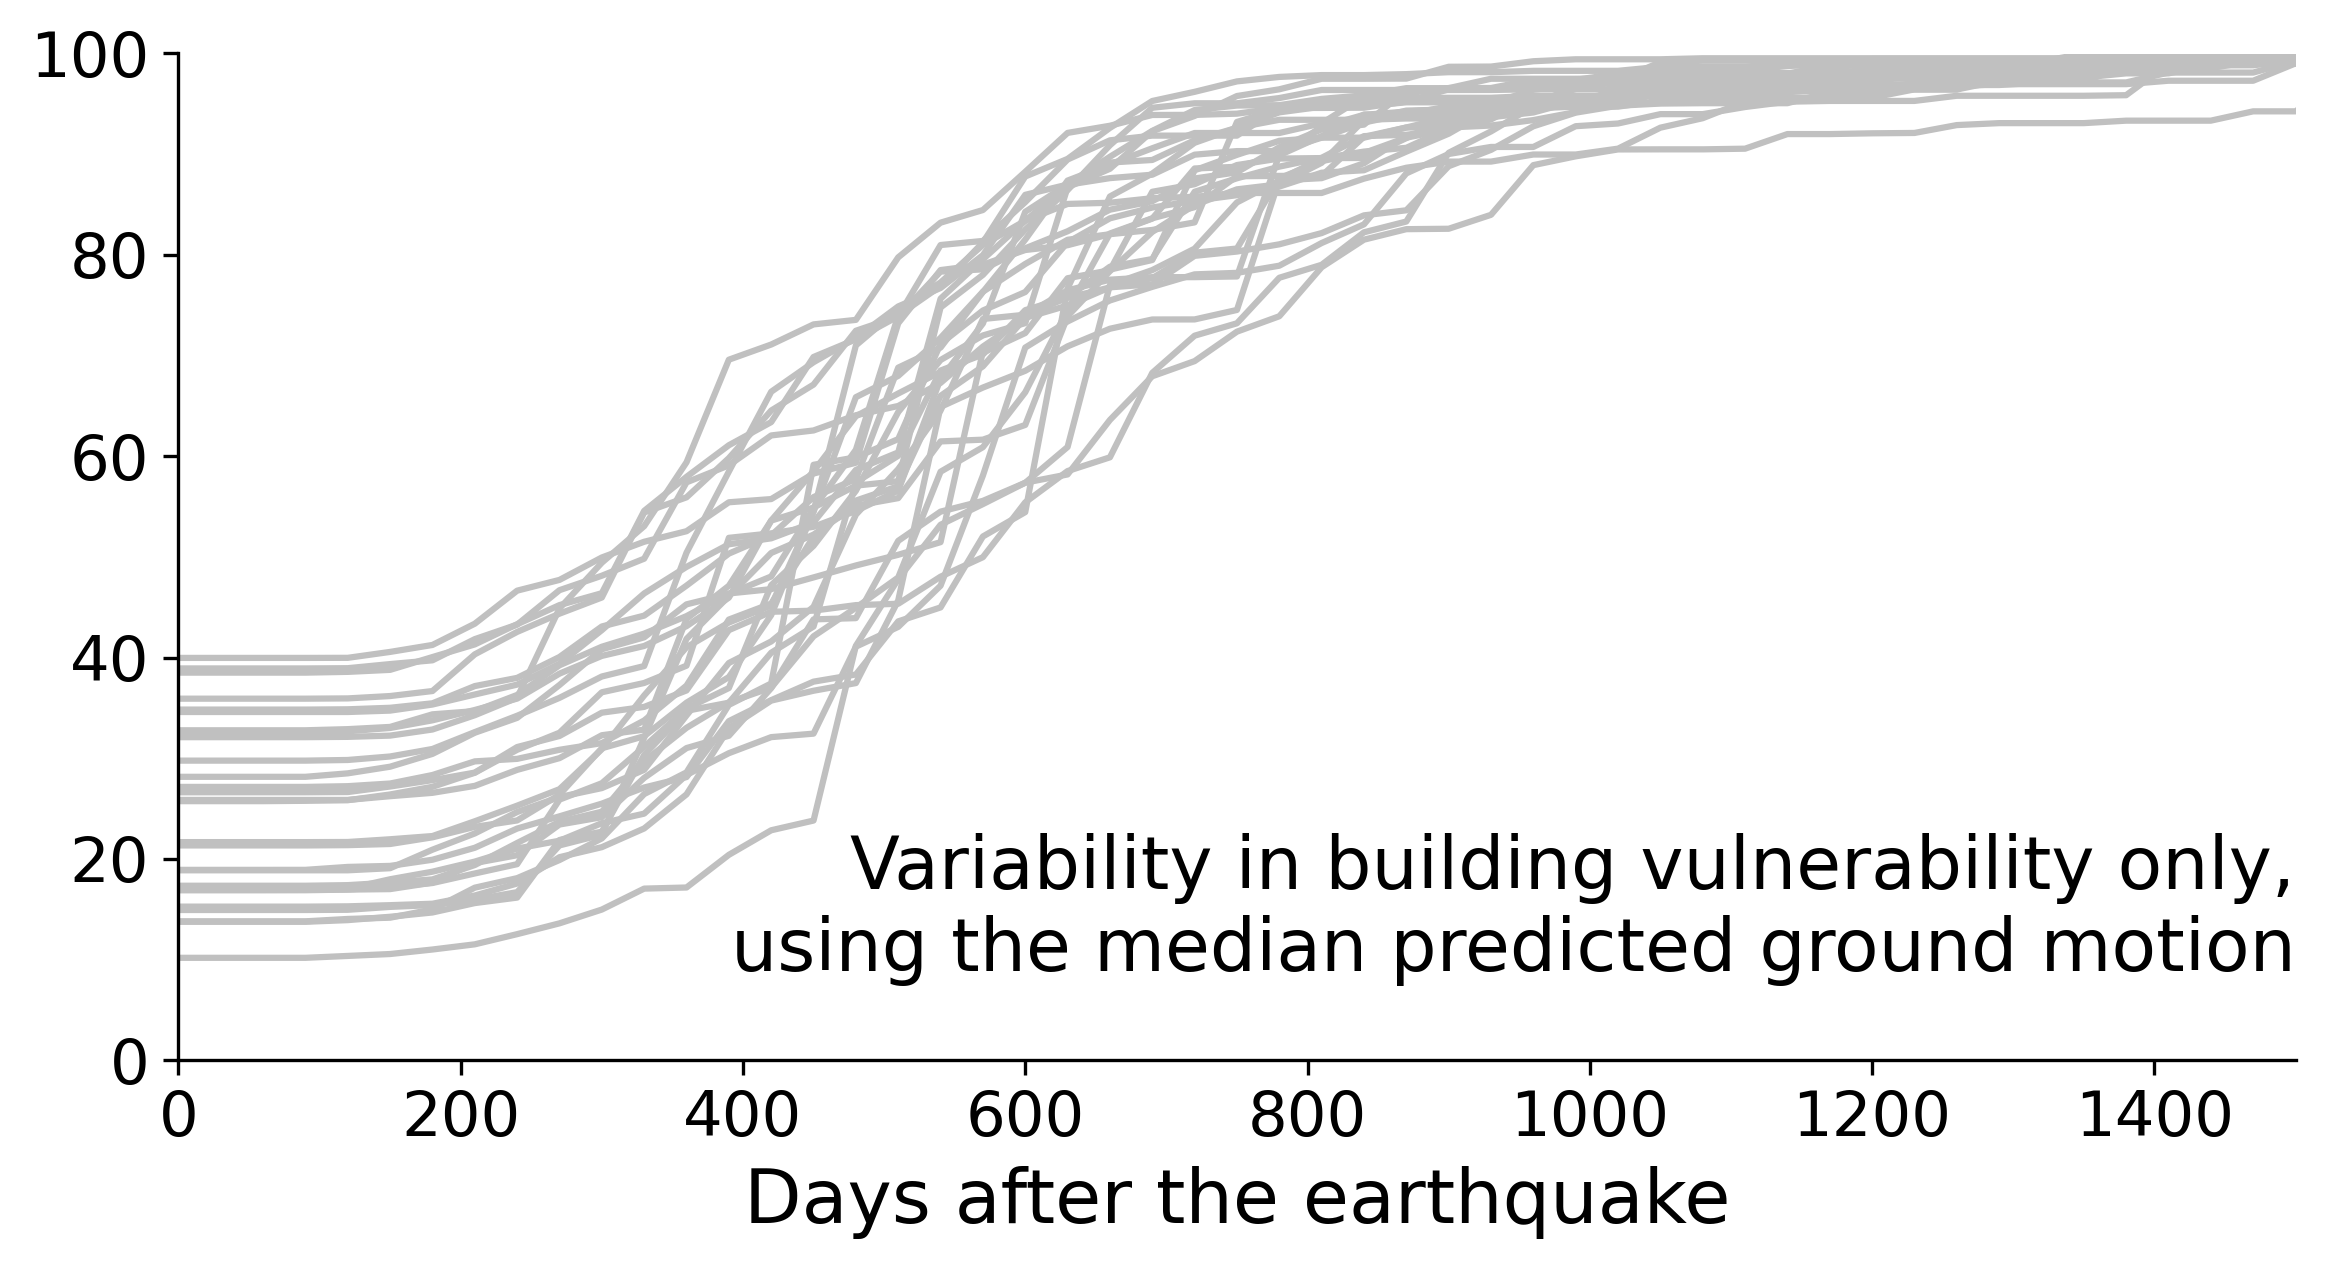 100
80
60
40
20
0
Variability in building vulnerability only,
using the median predicted ground motion
0 200 400 600 800 1000 1200 1400
Days after the earthquake